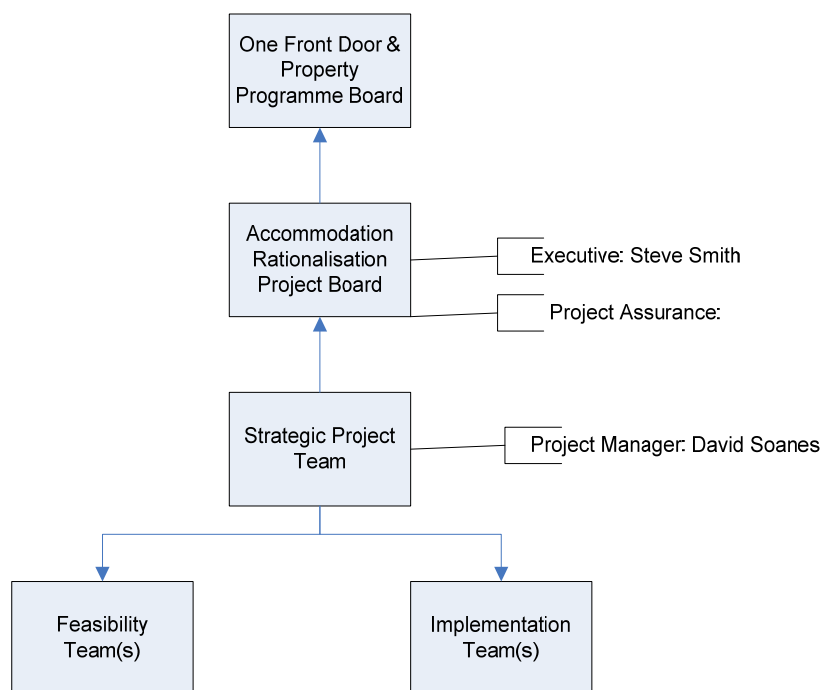 One Front Door &
Property
Programme Board
Accommodation
Rationalisation
Project Board
Executive: Steve Smith
Project Assurance:
Strategic Project
Team
Project Manager: David Soanes
Feasibility
Team(s)
Implementation
Team(s)